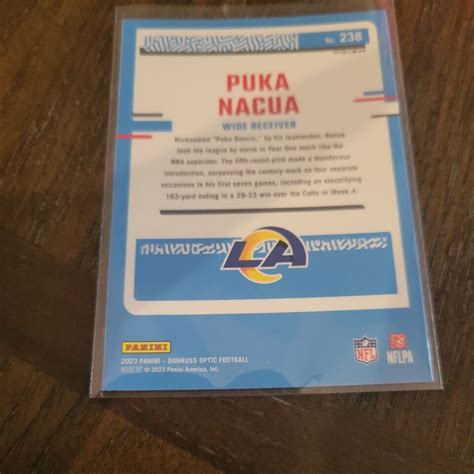 No. 238
PUKA
NACUA
WIDE RECEIVER
Nicknamed "Puka Doncic," by his teammates, Nacua
took the league by storm in Year One much like the
NBA superstar. The fifth-round pick made a thunderous
introduction, surpassing the century-mark on four separate
occasions in his first seven games, including an electrifying
163-yard outing in a 29-23 win over the Colts in Week 4.
LA
PANINI
2023 PANINI – DONRUSS OPTIC FOOTBALL
© 2023 Panini America, Inc.
NFL
NFLPA